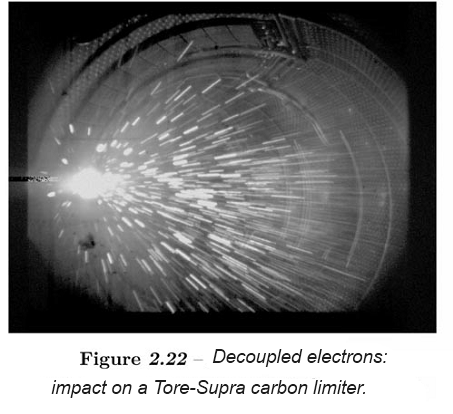 Figure 2.22 – Decoupled electrons:
impact on a Tore-Supra carbon limiter.